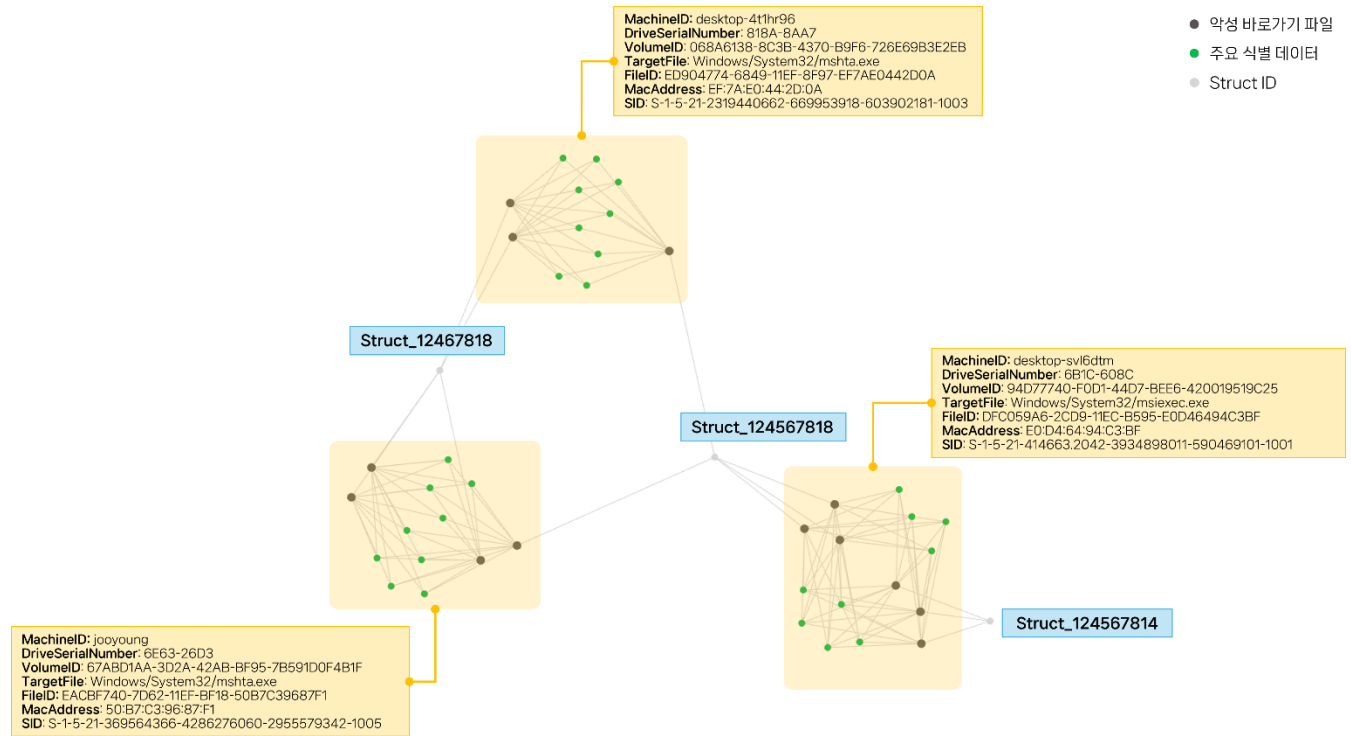 MachineID: desktop-4t1hr96
DriveSerialNumber: 818A-8AA7
VolumeID: 068A6138-8C3B-4370-B9F6-726E69B3E2EB
TargetFile: Windows/System32/mshta.exe
FileID: ED904774-6849-11EF-8F97-EF7AE0442D0A
MacAddress: EF:7A:E0:44:2D:0A
SID: S-1-5-21-2319440662-669953918-603902181-1003
악성 바로가기 파일
주요 식별 데이터
Struct ID
Struct_12467818
MachineID: desktop-svl6dtm
DriveSerialNumber: 6B1C-608C
VolumeID: 94D77740-F0D1-44D7-BEE6-420019519C25
TargetFile: Windows/System32/msiexec.exe
FileID: DFC059A6-2CD9-11EC-B595-E0D46494C3BF
MacAddress: E0:D4:64:94:C3:BF
SID: S-1-5-21-414663.2042-3934898011-590469101-1001
Struct_124567818
Struct_124567814
MachineID: jooyoung
DriveSerialNumber: 6E63-26D3
VolumeID: 67ABD1AA-3D2A-42AB-BF95-7B591D0F4B1F
TargetFile: Windows/System32/mshta.exe
FileID: EACBF740-7D62-11EF-BF18-50B7C39687F1
MacAddress: 50:B7:C3:96:87:F1
SID: S-1-5-21-369564366-4286276060-2955579342-1005